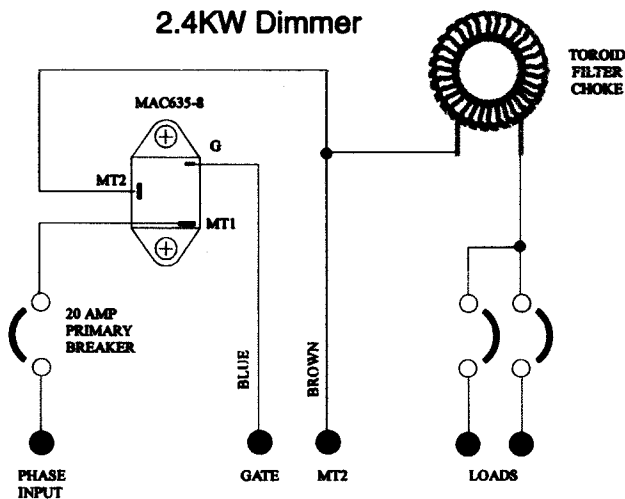 2.4KW Dimmer
TOROID
FILTER
CHOKE
MAC635-8
G
MT2
MT1
20 AMP
PRIMARY
BREAKER
BLUE
BROWN
PHASE
INPUT
GATE
MT2
LOADS